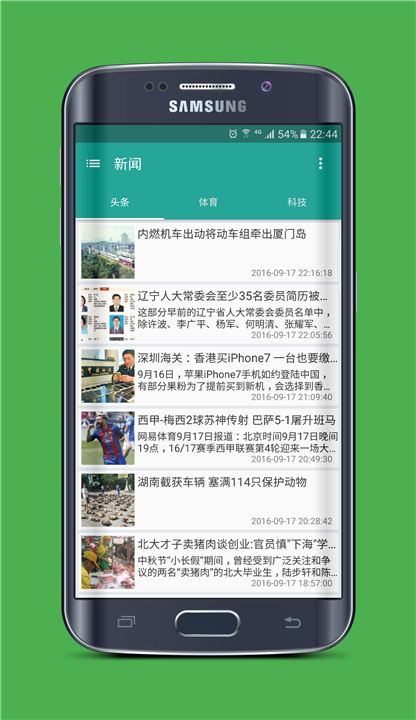 SAMSUNG
4G 54% 22:44
新闻
头条 体育 科技
内燃机车出动将动车组牵出厦门岛
2016-09-17 22:16:18
辽宁人大常委会至少35名委员简历被...
这部分早前的辽宁省人大常委会委员名单中，
除许波、李广平、杨军、何明清、张耀军、...
2016-09-17 22:05:56
深圳海关：香港买iPhone7 一台也要缴...
9月16日，苹果iPhone7手机如约登陆中国，
有部分果粉为了提前买到新机，会选择到香...
2016-09-17 21:09:40
西甲-梅西2球苏神传射 巴萨5-1屠升班马
网易体育9月17日报道：北京时间9月17日晚间
19点，16/17赛季西甲联赛第4轮迎来一场大...
2016-09-17 20:49:30
湖南截获车辆 塞满114只保护动物
2016-09-17 20:28:42
北大才子卖猪肉谈创业:官员慎"下海"学...
中秋节“小长假”期间，曾经受到广泛关注和争
议的两名“卖猪肉”的北大毕业生，陆步轩和陈...
2016-09-17 18:57:00